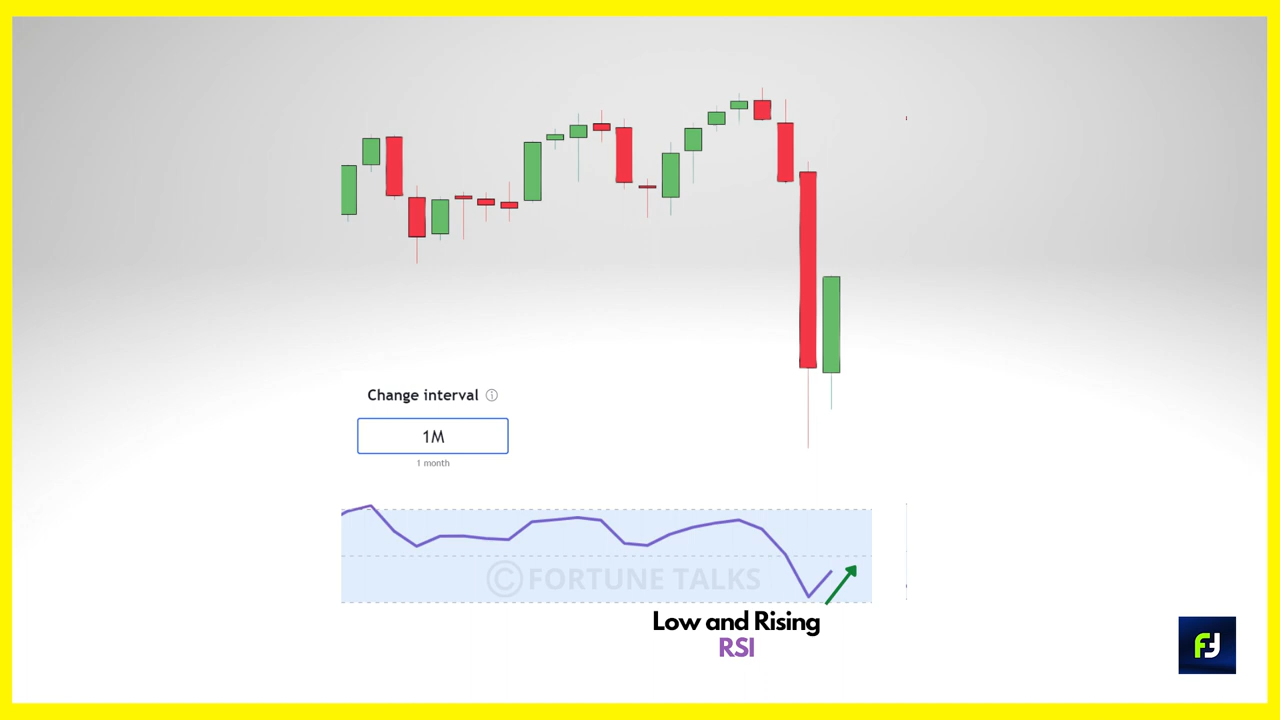 Change interval
1M
1 month
© FORTUNE TALKS
Low and Rising
RSI